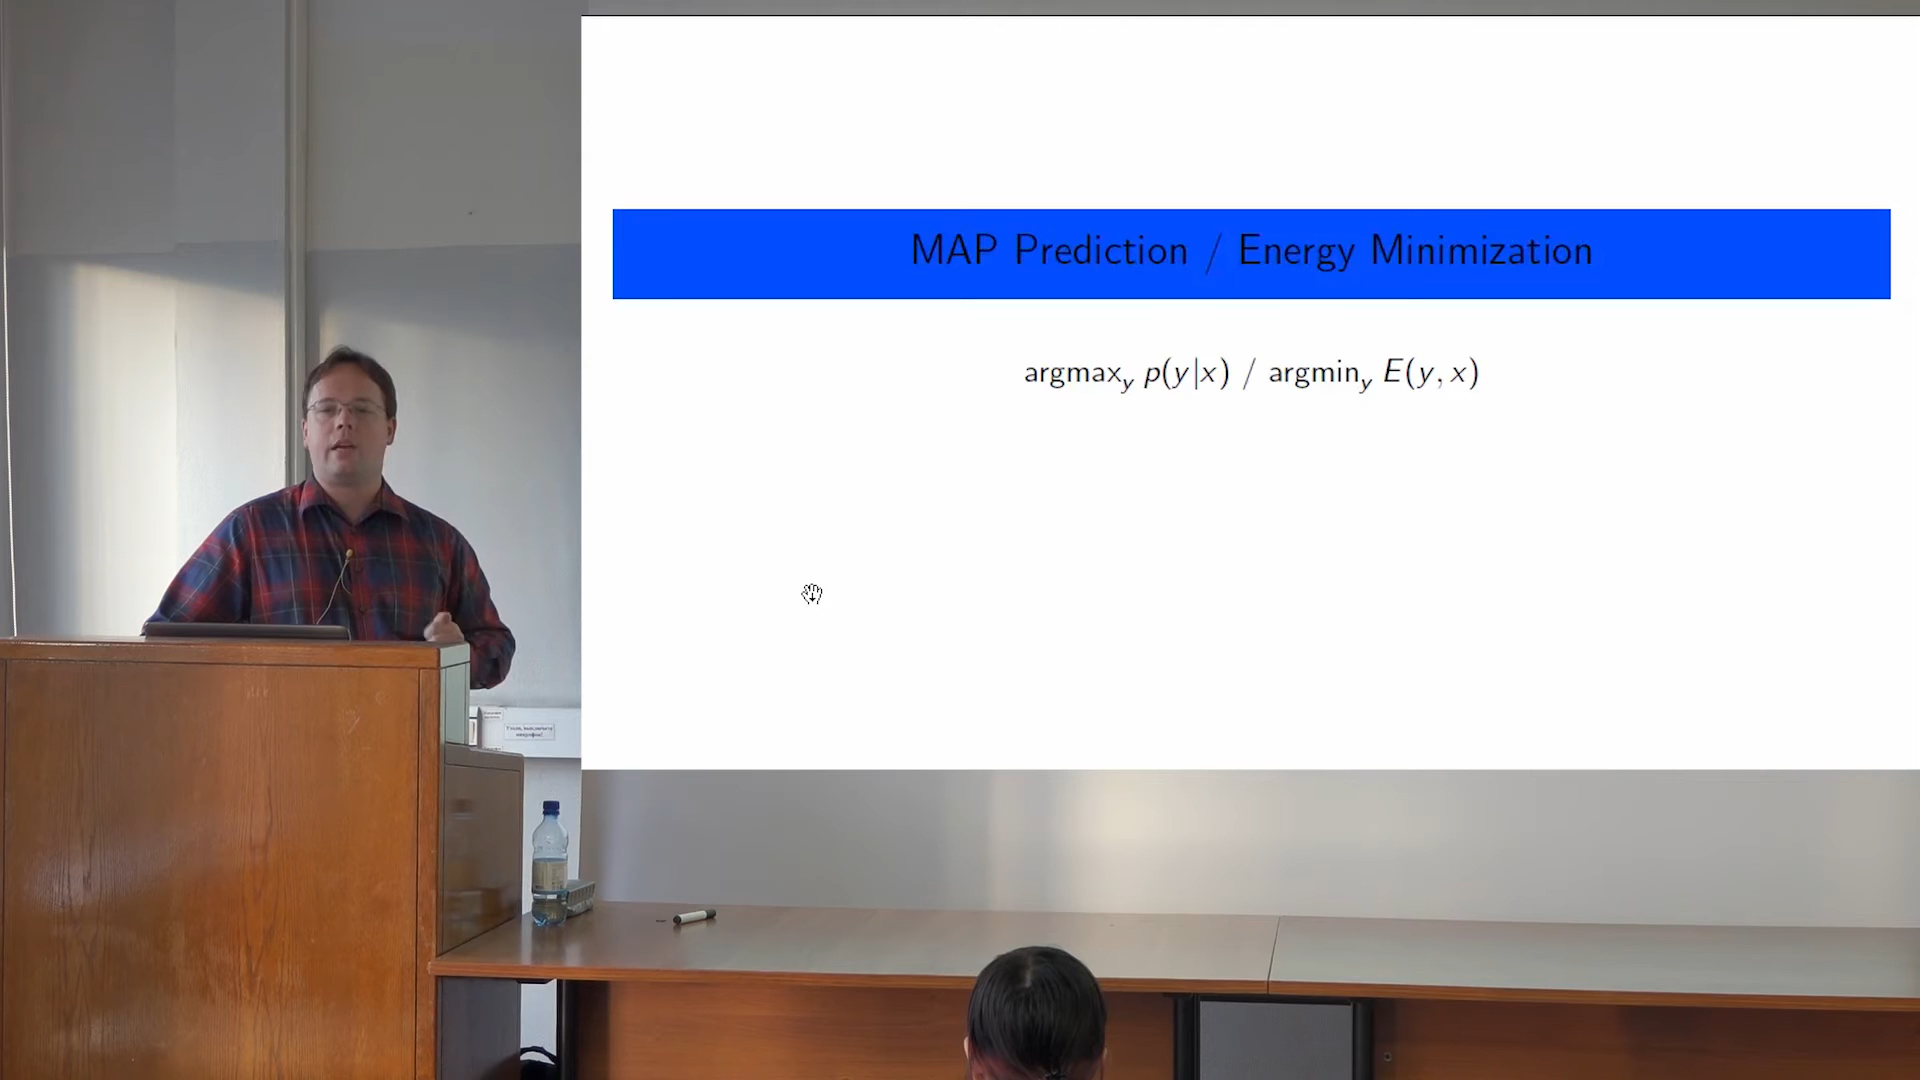 MAP Prediction / Energy Minimization
argmax_y p(y|x) / argmin_y E(y, x)